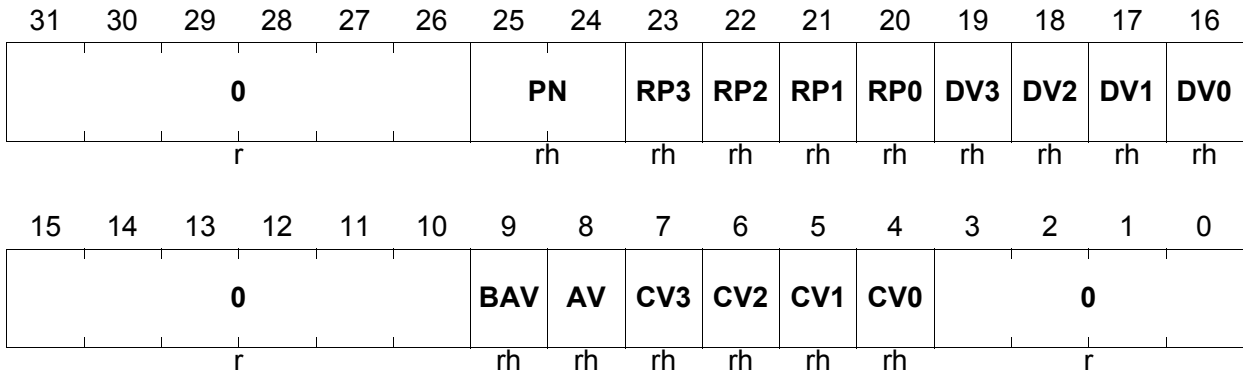 31 30 29 28 27 26 25 24 23 22 21 20 19 18 17 16
0 PN RP3 RP2 RP1 RP0 DV3 DV2 DV1 DV0
r rh rh rh rh rh rh rh rh rh
15 14 13 12 11 10 9 8 7 6 5 4 3 2 1 0
0 BAV AV CV3 CV2 CV1 CV0 0
r rh rh rh rh rh rh r